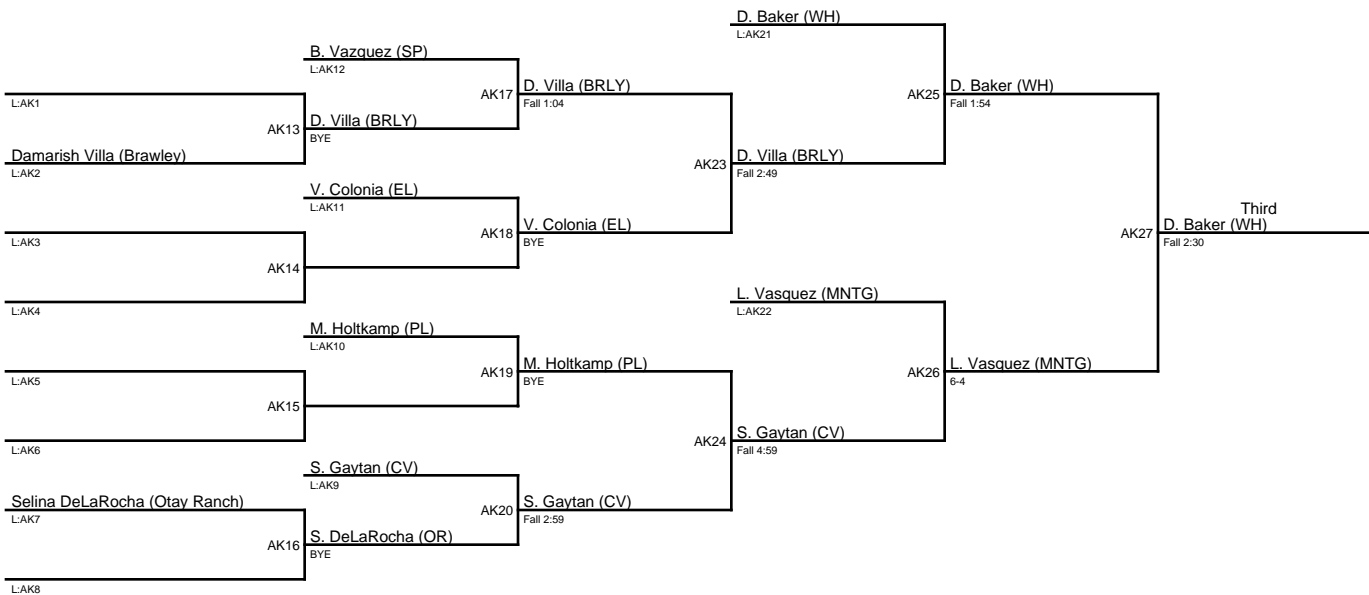 D. Baker (WH)
L:AK21
B. Vazquez (SP)
L:AK12
AK17
D. Villa (BRLY)
Fall 1:04
AK25
D. Baker (WH)
Fall 1:54
L:AK1
AK13
D. Villa (BRLY)
BYE
Damarish Villa (Brawley)
L:AK2
AK23
D. Villa (BRLY)
Fall 2:49
V. Colonia (EL)
L:AK11
L:AK3
AK18
V. Colonia (EL)
BYE
AK27
Third
D. Baker (WH)
Fall 2:30
AK14
L:AK4
L. Vasquez (MNTG)
L:AK22
M. Holtkamp (PL)
L:AK10
L:AK5
AK19
M. Holtkamp (PL)
BYE
AK26
L. Vasquez (MNTG)
6-4
AK15
L:AK6
AK24
S. Gaytan (CV)
Fall 4:59
S. Gaytan (CV)
L:AK9
Selina DeLaRocha (Otay Ranch)
L:AK7
AK20
S. Gaytan (CV)
Fall 2:59
AK16
S. DeLaRocha (OR)
BYE
L:AK8